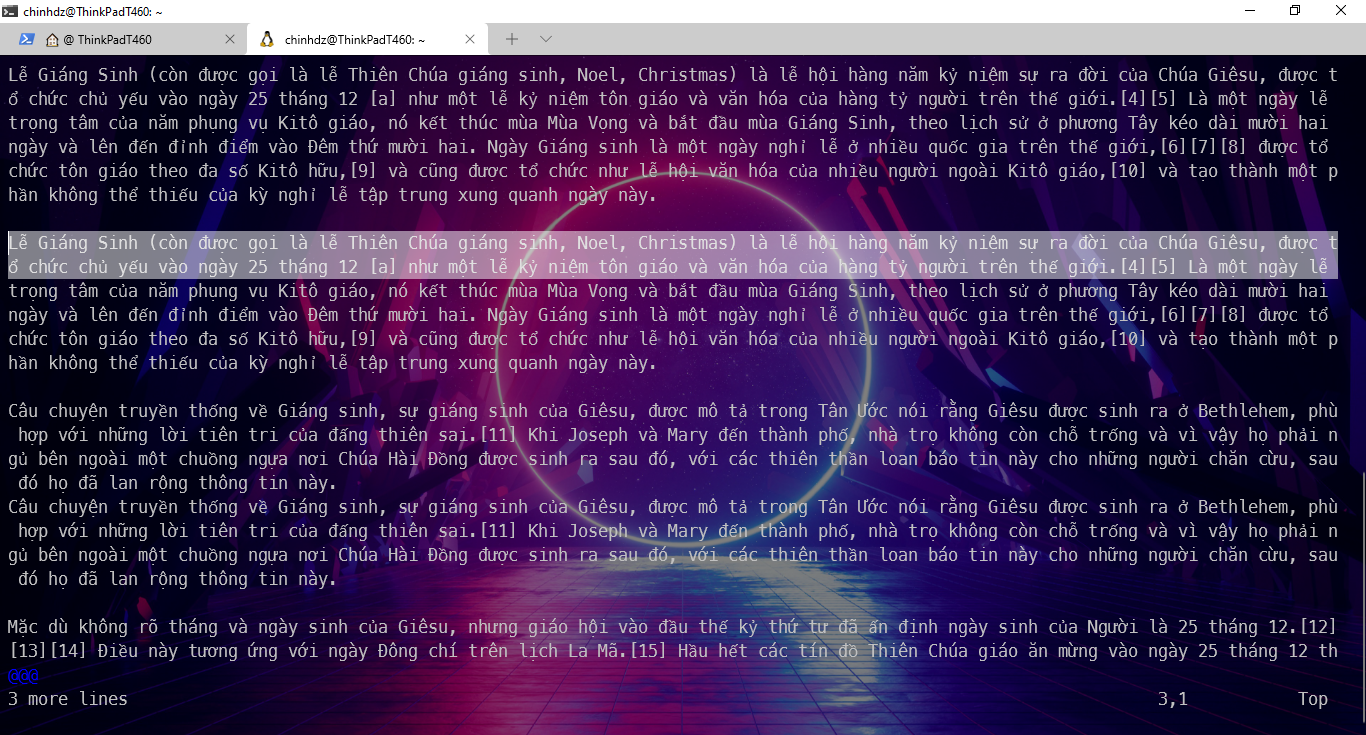 chinhdz@ThinkPadT460: ~
@ ThinkPadT460
chinhdz@ThinkPadT460: ~
Lễ Giáng Sinh (còn được gọi là lễ Thiên Chúa giáng sinh, Noel, Christmas) là lễ hội hàng năm kỷ niệm sự ra đời của Chúa Giêsu, được t
ổ chức chủ yếu vào ngày 25 tháng 12 [a] như một lễ kỷ niệm tôn giáo và văn hóa của hàng tỷ người trên thế giới.[4][5] Là một ngày lễ
trọng tâm của năm phụng vụ Kitô giáo, nó kết thúc mùa Mùa Vọng và bắt đầu mùa Giáng Sinh, theo lịch sử ở phương Tây kéo dài mười hai
ngày và lên đến đỉnh điểm vào Đêm thứ mười hai. Ngày Giáng sinh là một ngày nghỉ lễ ở nhiều quốc gia trên thế giới,[6][7][8] được tổ
chức tôn giáo theo đa số Kitô hữu,[9] và cũng được tổ chức như lễ hội văn hóa của nhiều người ngoài Kitô giáo,[10] và tạo thành một p
hần không thể thiếu của kỳ nghỉ lễ tập trung xung quanh ngày này.
Lễ Giáng Sinh (còn được gọi là lễ Thiên Chúa giáng sinh, Noel, Christmas) là lễ hội hàng năm kỷ niệm sự ra đời của Chúa Giêsu, được t
ổ chức chủ yếu vào ngày 25 tháng 12 [a] như một lễ kỷ niệm tôn giáo và văn hóa của hàng tỷ người trên thế giới.[4][5] Là một ngày lễ
trọng tâm của năm phụng vụ Kitô giáo, nó kết thúc mùa Mùa Vọng và bắt đầu mùa Giáng Sinh, theo lịch sử ở phương Tây kéo dài mười hai
ngày và lên đến đỉnh điểm vào Đêm thứ mười hai. Ngày Giáng sinh là một ngày nghỉ lễ ở nhiều quốc gia trên thế giới,[6][7][8] được tổ
chức tôn giáo theo đa số Kitô hữu,[9] và cũng được tổ chức như lễ hội văn hóa của nhiều người ngoài Kitô giáo,[10] và tạo thành một p
hần không thể thiếu của kỳ nghỉ lễ tập trung xung quanh ngày này.
Câu chuyện truyền thống về Giáng sinh, sự giáng sinh của Giêsu, được mô tả trong Tân Ước nói rằng Giêsu được sinh ra ở Bethlehem, phù
hợp với những lời tiên tri của đấng thiên sai.[11] Khi Joseph và Mary đến thành phố, nhà trọ không còn chỗ trống và vì vậy họ phải n
gủ bên ngoài một chuồng ngựa nơi Chúa Hài Đồng được sinh ra sau đó, với các thiên thần loan báo tin này cho những người chăn cừu, sau
đó họ đã lan rộng thông tin này.
Câu chuyện truyền thống về Giáng sinh, sự giáng sinh của Giêsu, được mô tả trong Tân Ước nói rằng Giêsu được sinh ra ở Bethlehem, phù
hợp với những lời tiên tri của đấng thiên sai.[11] Khi Joseph và Mary đến thành phố, nhà trọ không còn chỗ trống và vì vậy họ phải n
gủ bên ngoài một chuồng ngựa nơi Chúa Hài Đồng được sinh ra sau đó, với các thiên thần loan báo tin này cho những người chăn cừu, sau
đó họ đã lan rộng thông tin này.
Mặc dù không rõ tháng và ngày sinh của Giêsu, nhưng giáo hội vào đầu thế kỷ thứ tư đã ấn định ngày sinh của Người là 25 tháng 12.[12]
[13][14] Điều này tương ứng với ngày Đông chí trên lịch La Mã.[15] Hầu hết các tín đồ Thiên Chúa giáo ăn mừng vào ngày 25 tháng 12 th
@@@
3 more lines 3,1 Top